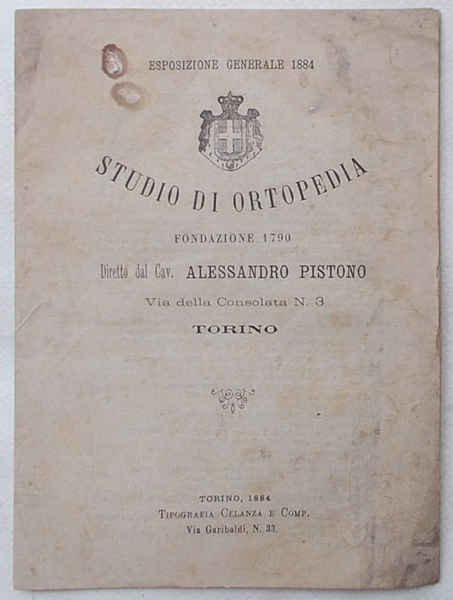 ESPOSIZIONE GENERALE 1884
STUDIO DI ORTOPEDIA
FONDAZIONE 1790
Diretto dal Cav. ALESSANDRO PISTONO
Via della Consolata N. 3
TORINO
TORINO, 1884
TIPOGRAFIA CELANZA E COMP.
Via Garibaldi, N. 33.